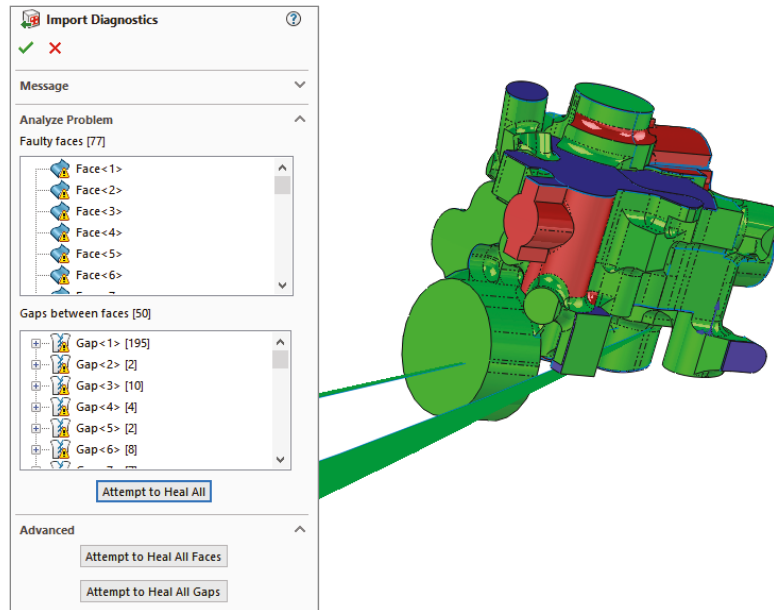 Import Diagnostics
Message
Analyze Problem
Faulty faces [77]
Face<1>
Face<2>
Face<3>
Face<4>
Face<5>
Face<6>
Gaps between faces [50]
Gap<1> [195]
Gap<2> [2]
Gap<3> [10]
Gap<4> [4]
Gap<5> [2]
Gap<6> [8]
Attempt to Heal All
Advanced
Attempt to Heal All Faces
Attempt to Heal All Gaps